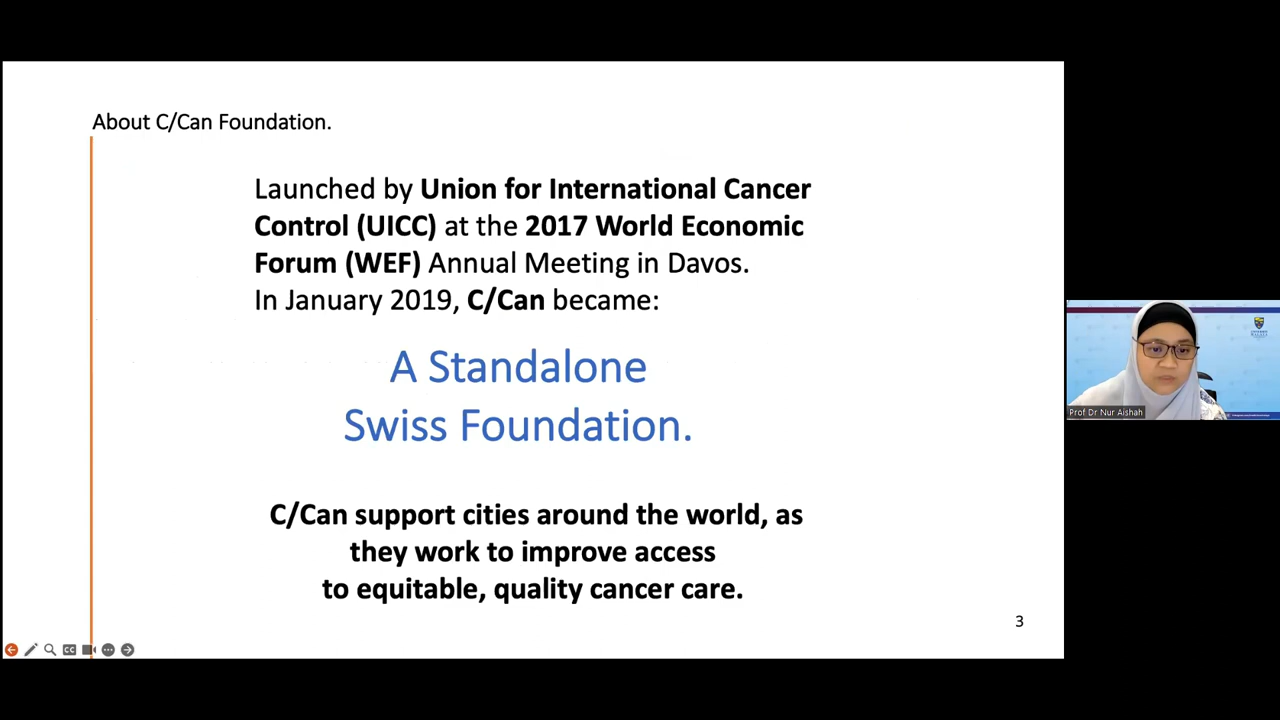 About C/Can Foundation.
Launched by Union for International Cancer
Control (UICC) at the 2017 World Economic
Forum (WEF) Annual Meeting in Davos.
In January 2019, C/Can became:
A Standalone
Swiss Foundation.
C/Can support cities around the world, as
they work to improve access
to equitable, quality cancer care.
3
CC
Prof Dr Nur Aishah